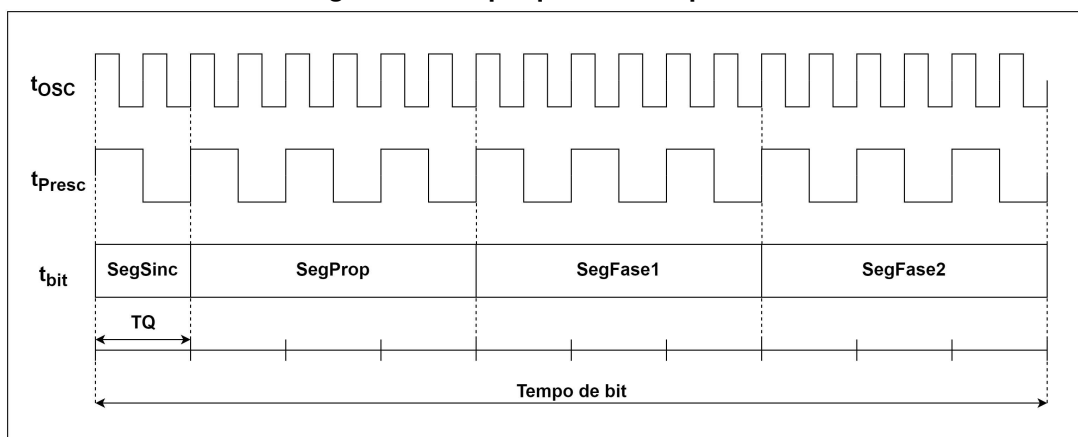 tOSC
tPresc
tbit
SegSinc
SegProp
SegFase1
SegFase2
TQ
Tempo de bit